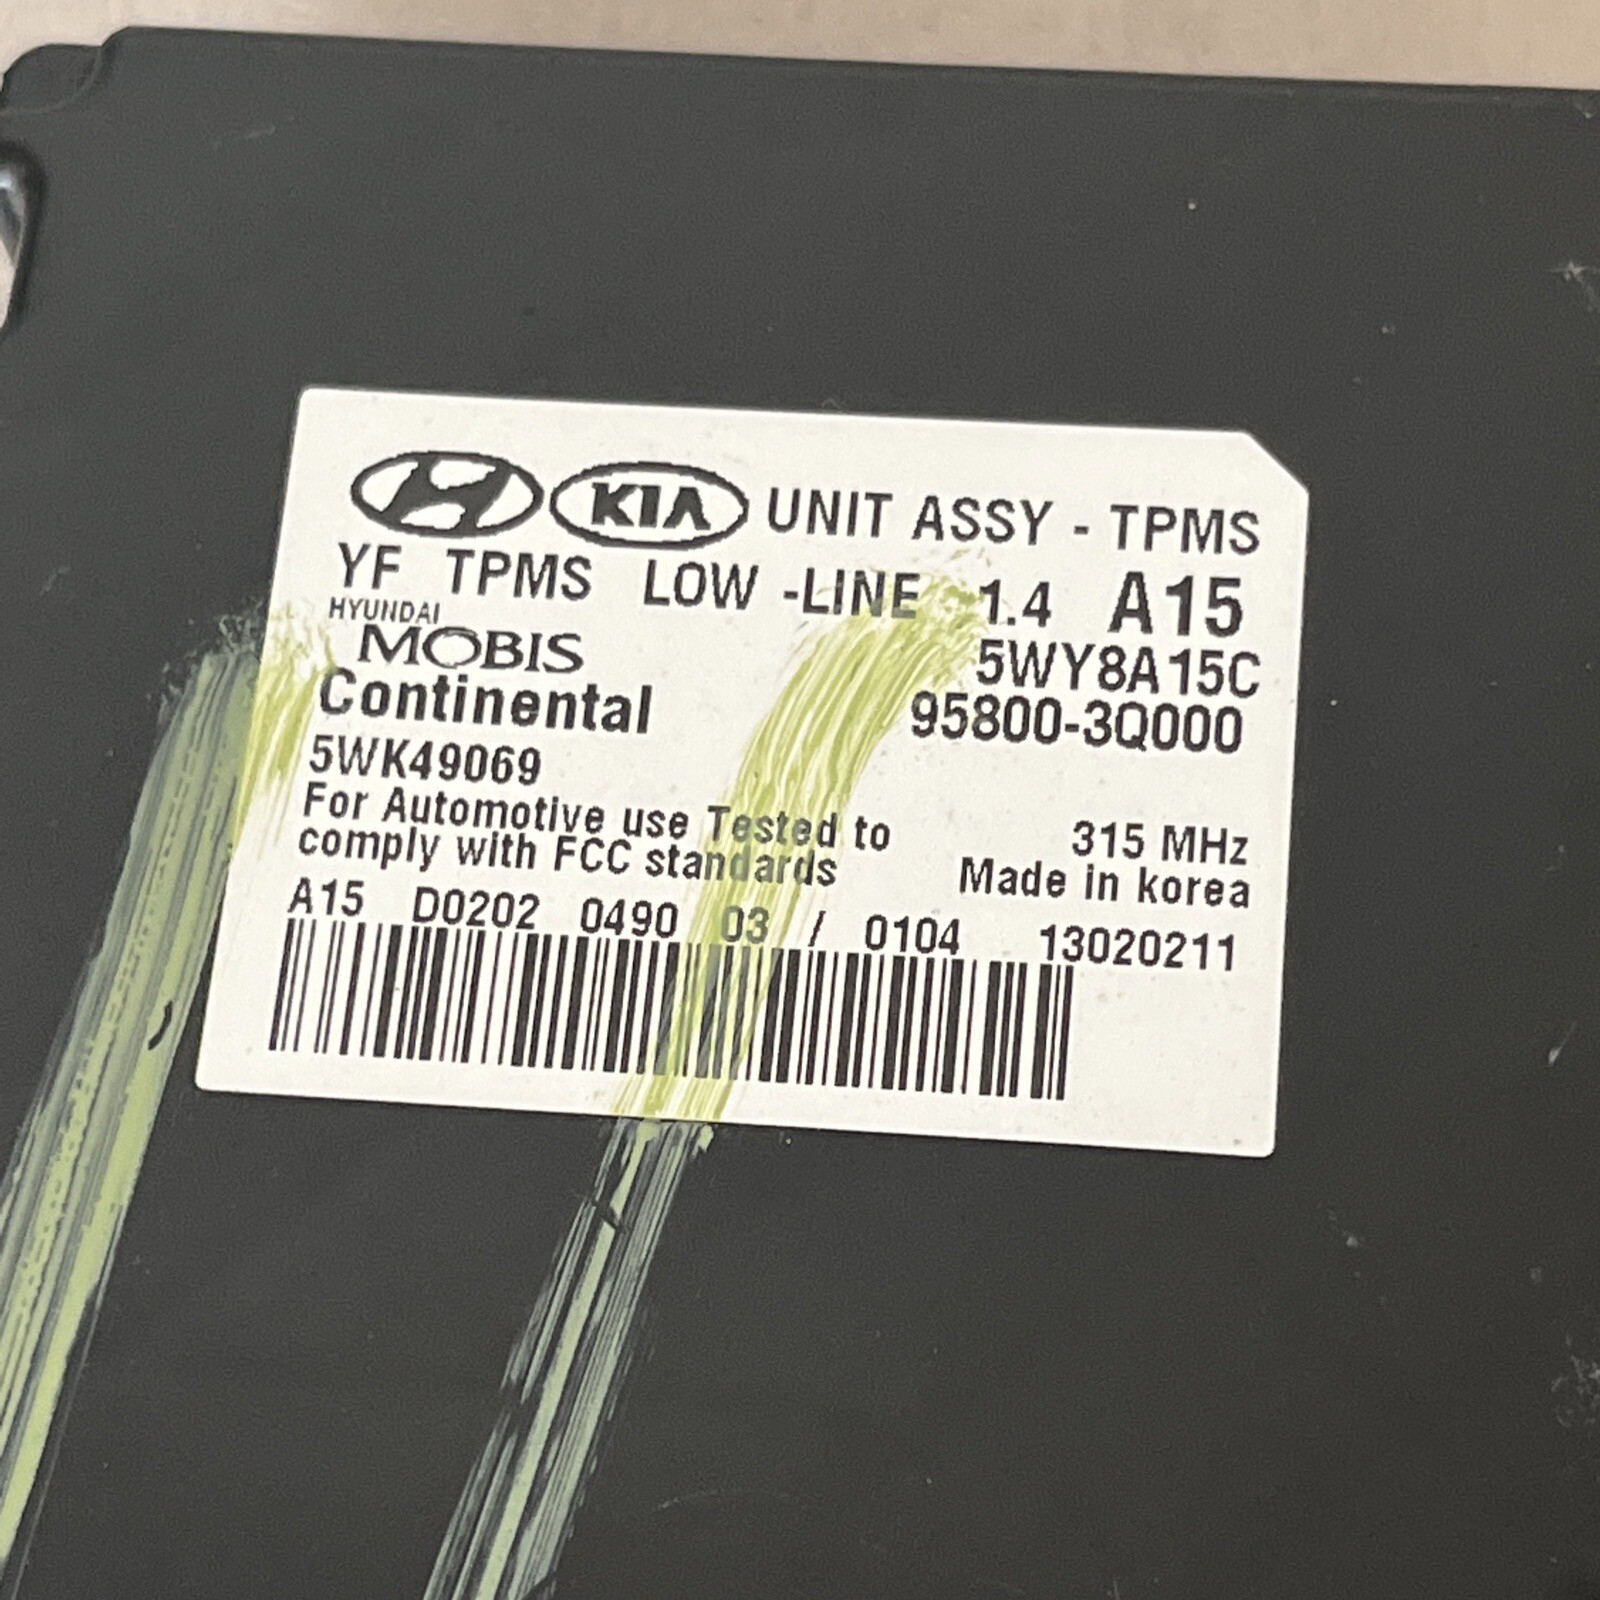 KIA UNIT ASSY - TPMS
YF TPMS LOW -LINE 1.4 A15
HYUNDAI
MOBIS
5WY8A15C
Continental
95800-3Q000
5WK49069
For Automotive use Tested to
315 MHz
comply with FCC standards
Made in korea
A15 D0202 0490 03 / 0104 13020211